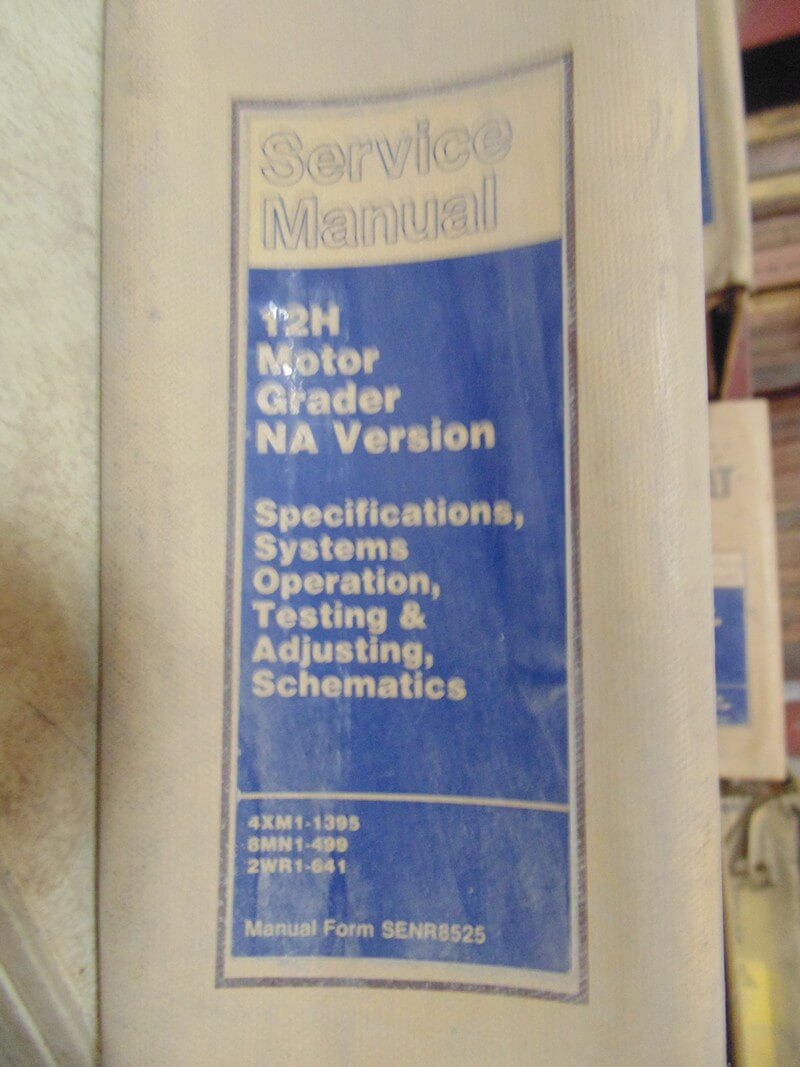 Service
Manual
12H
Motor
Grader
NA Version
Specifications,
Systems
Operation,
Testing &
Adjusting,
Schematics
4XM1-1395
8MN1-499
2WR1-641
Manual Form SENR8525